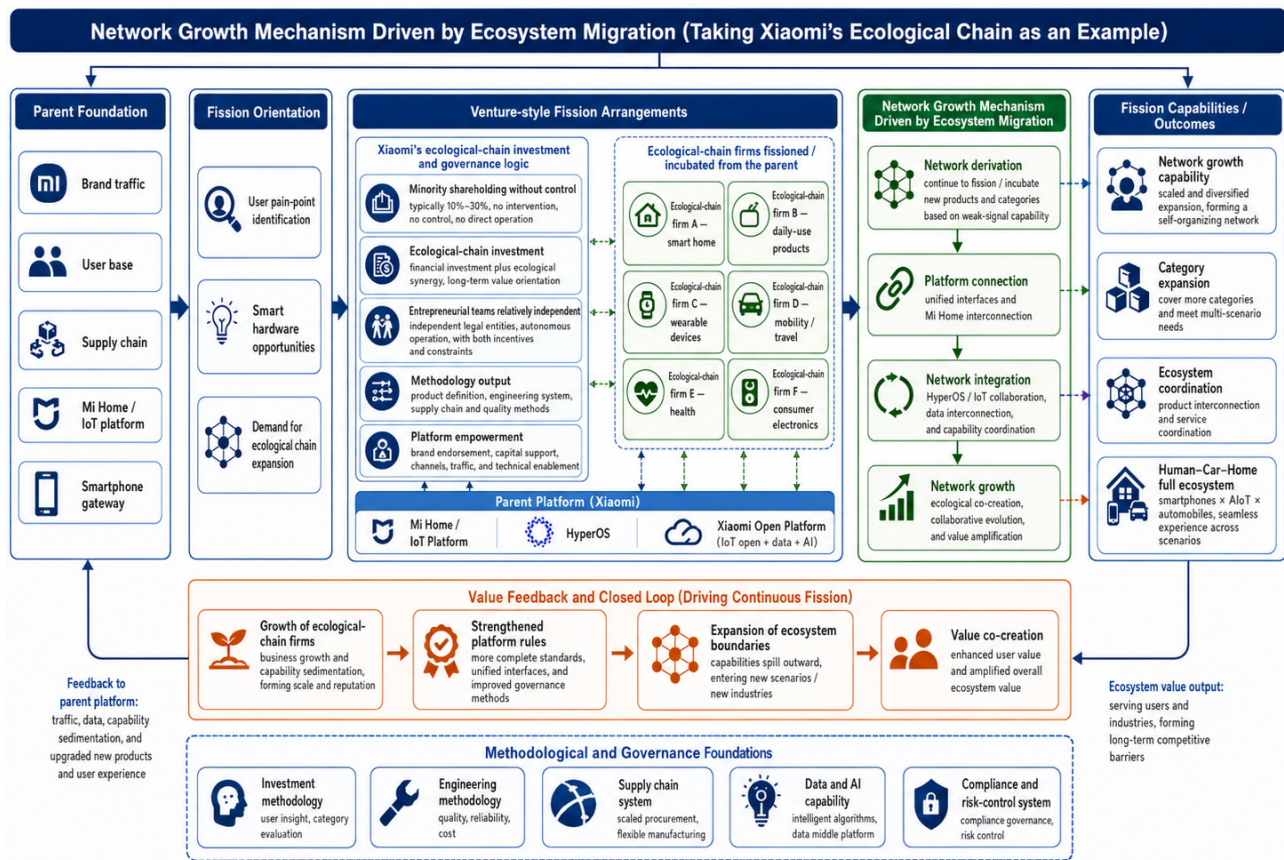 Network Growth Mechanism Driven by Ecosystem Migration (Taking Xiaomi's Ecological Chain as an Example)
Parent Foundation
mi
Brand traffic
User base
Supply chain
Mi Home /
IoT platform
Smartphone
gateway
Fission Orientation
User pain-point
identification
Smart
hardware
opportunities
Demand for
ecological chain
expansion
Venture-style Fission Arrangements
Xiaomi's ecological-chain investment
and governance logic
Minority shareholding without control
typically 10%–30%, no intervention,
no control, no direct operation
Ecological-chain investment
financial investment plus ecological
synergy, long-term value orientation
Entrepreneurial teams relatively independent
independent legal entities, autonomous
operation, with both incentives
and constraints
Methodology output
product definition, engineering system,
supply chain and quality methods
Platform empowerment
brand endorsement, capital support,
channels, traffic, and technical enablement
Ecological-chain firms fissioned /
incubated from the parent
Ecological-chain
firm A —
smart home
Ecological-chain
firm B —
daily-use
products
Ecological-chain
firm C —
wearable
devices
Ecological-chain
firm D —
mobility /
travel
Ecological-chain
firm E —
health
Ecological-chain
firm F —
consumer
electronics
Parent Platform (Xiaomi)
Mi Home /
IoT Platform
HyperOS
Xiaomi Open Platform
(IoT open + data + AI)
Network Growth Mechanism
Driven by Ecosystem Migration
Network derivation
continue to fission / incubate
new products and categories
based on weak-signal capability
Platform connection
unified interfaces and
Mi Home interconnection
Network integration
HyperOS / IoT collaboration,
data interconnection,
and capability coordination
Network growth
ecological co-creation,
collaborative evolution,
and value amplification
Fission Capabilities /
Outcomes
Network growth
capability
scaled and diversified
expansion, forming a
self-organizing network
Category
expansion
cover more categories
and meet multi-scenario
needs
Ecosystem
coordination
product interconnection
and service
coordination
Human–Car–Home
full ecosystem
smartphones × AIoT ×
automobiles, seamless
experience across
scenarios
Value Feedback and Closed Loop (Driving Continuous Fission)
Growth of ecological-
chain firms
business growth and
capability sedimentation,
forming scale and reputation
Strengthened
platform rules
more complete standards,
unified interfaces, and
improved governance
methods
Expansion of ecosystem
boundaries
capabilities spill outward,
entering new scenarios /
new industries
Value co-creation
enhanced user value
and amplified overall
ecosystem value
Feedback to
parent platform:
traffic, data, capability
sedimentation, and
upgraded new products
and user experience
Ecosystem value output:
serving users and
industries, forming
long-term competitive
barriers
Methodological and Governance Foundations
Investment
methodology
user insight, category
evaluation
Engineering
methodology
quality, reliability,
cost
Supply chain
system
scaled procurement,
flexible manufacturing
Data and AI
capability
intelligent algorithms,
data middle platform
Compliance and
risk-control system
compliance governance,
risk control